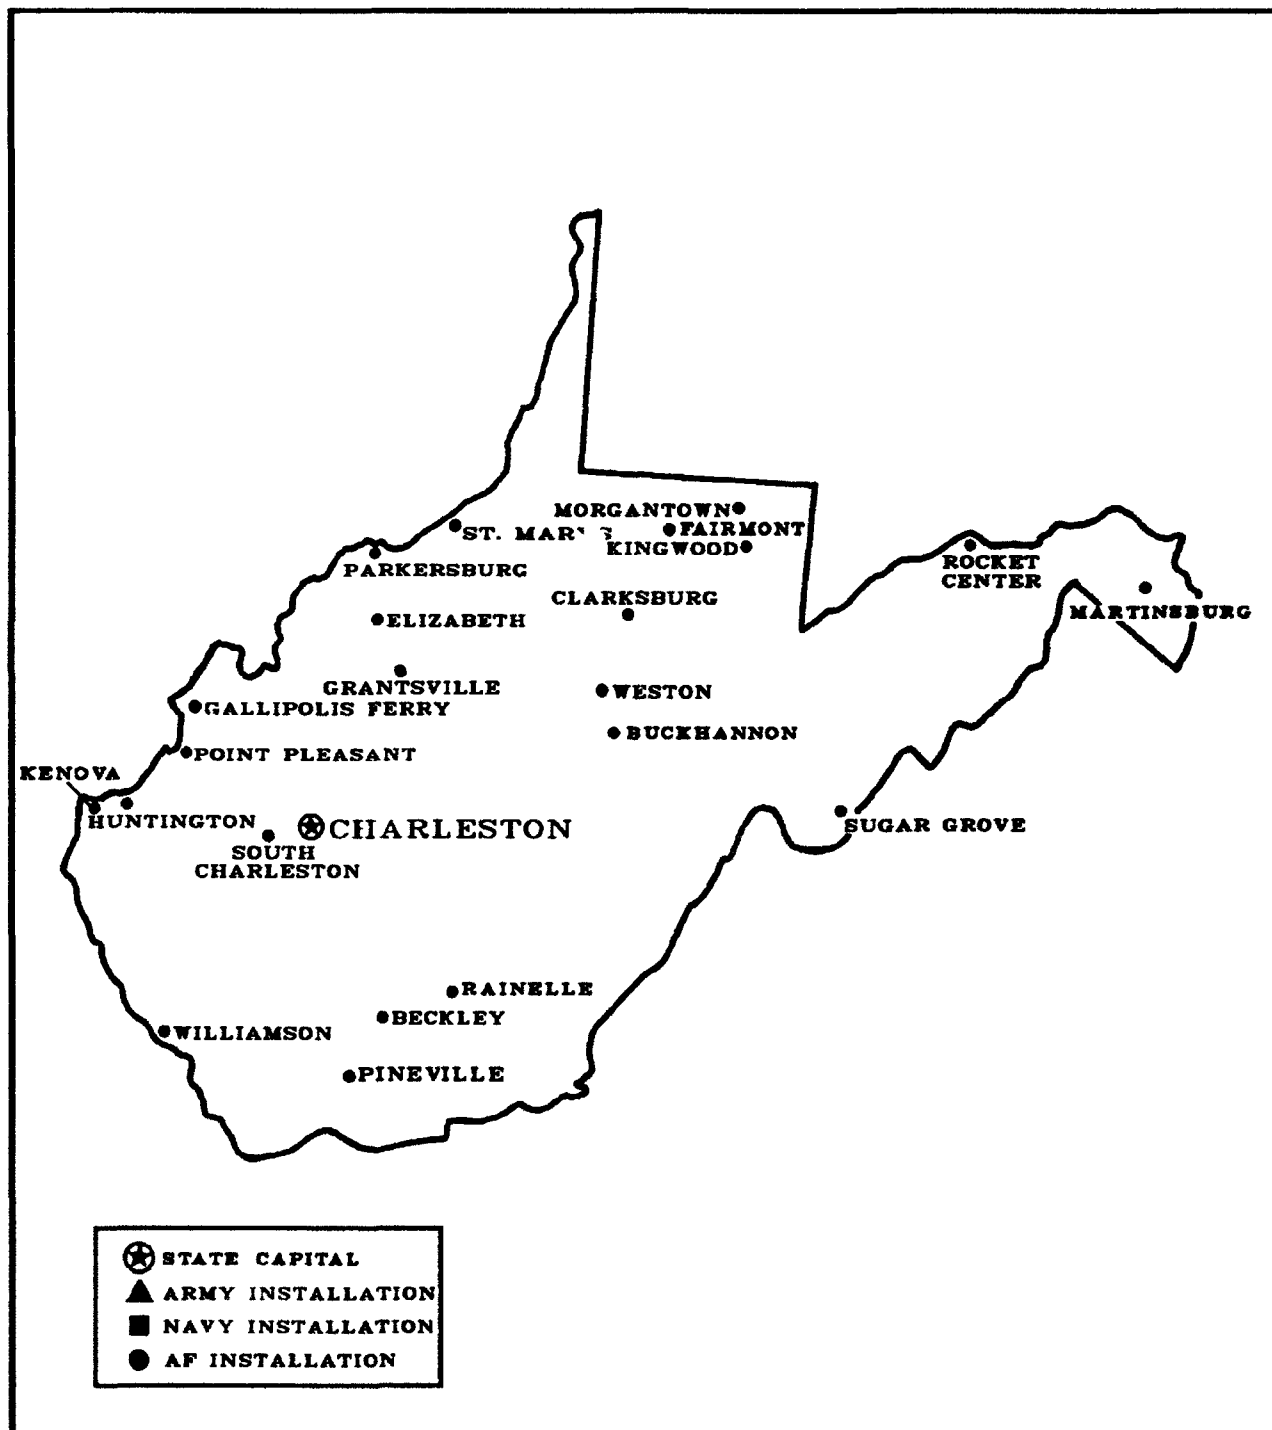 MORGANTOWN
FAIRMONT
ST. MARYS
KINGWOOD
ROCKET
CENTER
PARKERSBURG
CLARKSBURG
MARTINSBURG
ELIZABETH
GRANTSVILLE
WESTON
GALLIPOLIS FERRY
BUCKHANNON
POINT PLEASANT
KENOVA
HUNTINGTON
CHARLESTON
SUGAR GROVE
SOUTH
CHARLESTON
RAINELLE
BECKLEY
WILLIAMSON
PINEVILLE
STATE CAPITAL
ARMY INSTALLATION
NAVY INSTALLATION
AF INSTALLATION